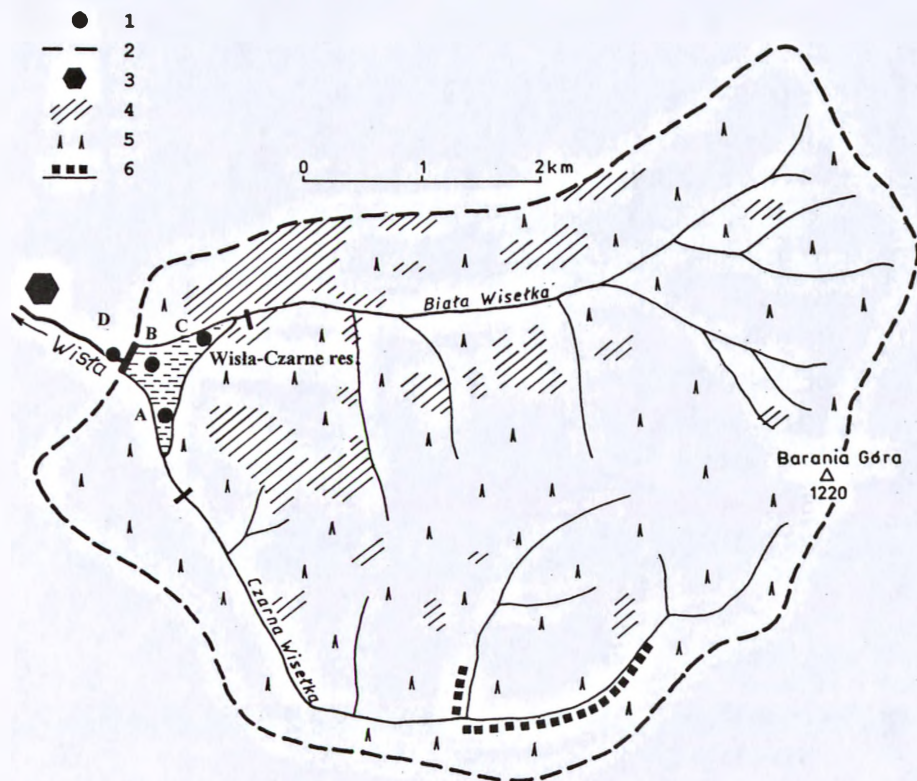 1
2
3
4
5
6
0 1 2 km
Biała Wisełka
D
B
C
Wisła
Wisła-Czarne res.
A
Barania Góra
1220
Czarna Wisełka